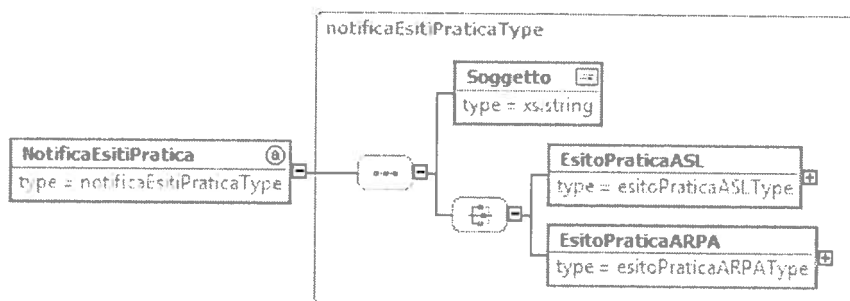 notificaEsitiPraticaType
Soggetto
type = xs:string
NotificaEsitiPratica
type = notificaEsitiPraticaType
EsitoPraticaASL
type = esitoPraticaASLType
EsitoPraticaARPA
type = esitoPraticaARPAType